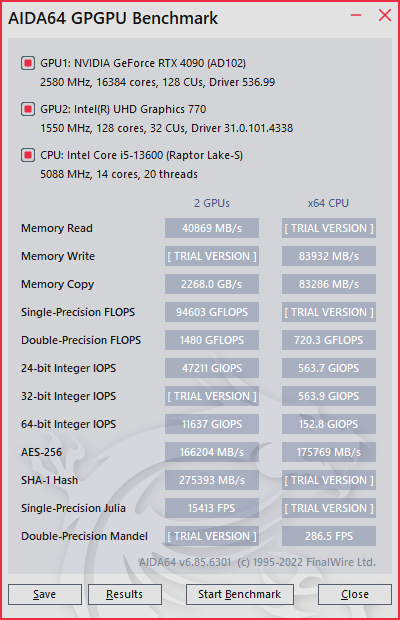 AIDA64 GPGPU Benchmark
GPU1: NVIDIA GeForce RTX 4090 (AD102)
2580 MHz, 16384 cores, 128 CUs, Driver 536.99
GPU2: Intel(R) UHD Graphics 770
1550 MHz, 128 cores, 32 CUs, Driver 31.0.101.4338
CPU: Intel Core i5-13600 (Raptor Lake-S)
5088 MHz, 14 cores, 20 threads
2 GPUs x64 CPU
Memory Read 40869 MB/s [ TRIAL VERSION ]
Memory Write [ TRIAL VERSION ] 83932 MB/s
Memory Copy 2268.0 GB/s 83286 MB/s
Single-Precision FLOPS 94603 GFLOPS [ TRIAL VERSION ]
Double-Precision FLOPS 1480 GFLOPS 720.3 GFLOPS
24-bit Integer IOPS 47211 GIOPS 563.7 GIOPS
32-bit Integer IOPS [ TRIAL VERSION ] 563.9 GIOPS
64-bit Integer IOPS 11637 GIOPS 152.8 GIOPS
AES-256 166204 MB/s 175769 MB/s
SHA-1 Hash 275393 MB/s [ TRIAL VERSION ]
Single-Precision Julia 15413 FPS [ TRIAL VERSION ]
Double-Precision Mandel [ TRIAL VERSION ] 286.5 FPS
AIDA64 v6.85.6301 (c) 1995-2022 FinalWire Ltd.
Save Results Start Benchmark Close